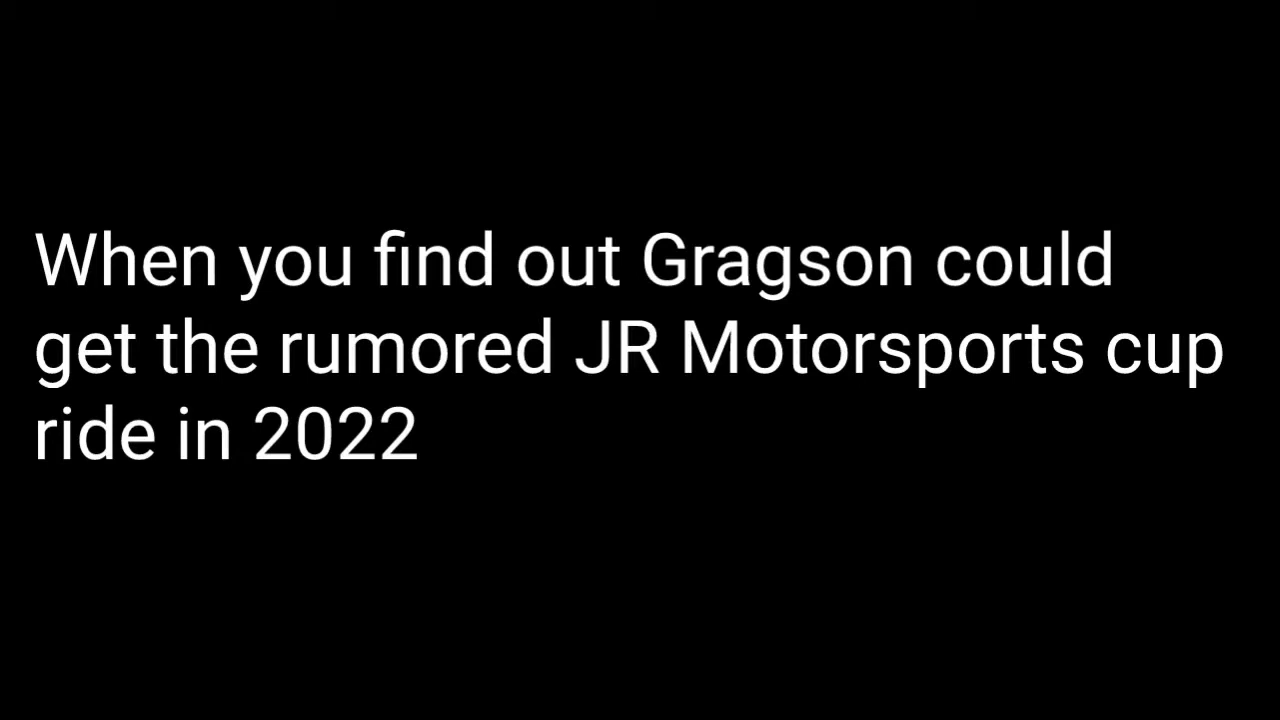 When you find out Gragson could
get the rumored JR Motorsports cup
ride in 2022